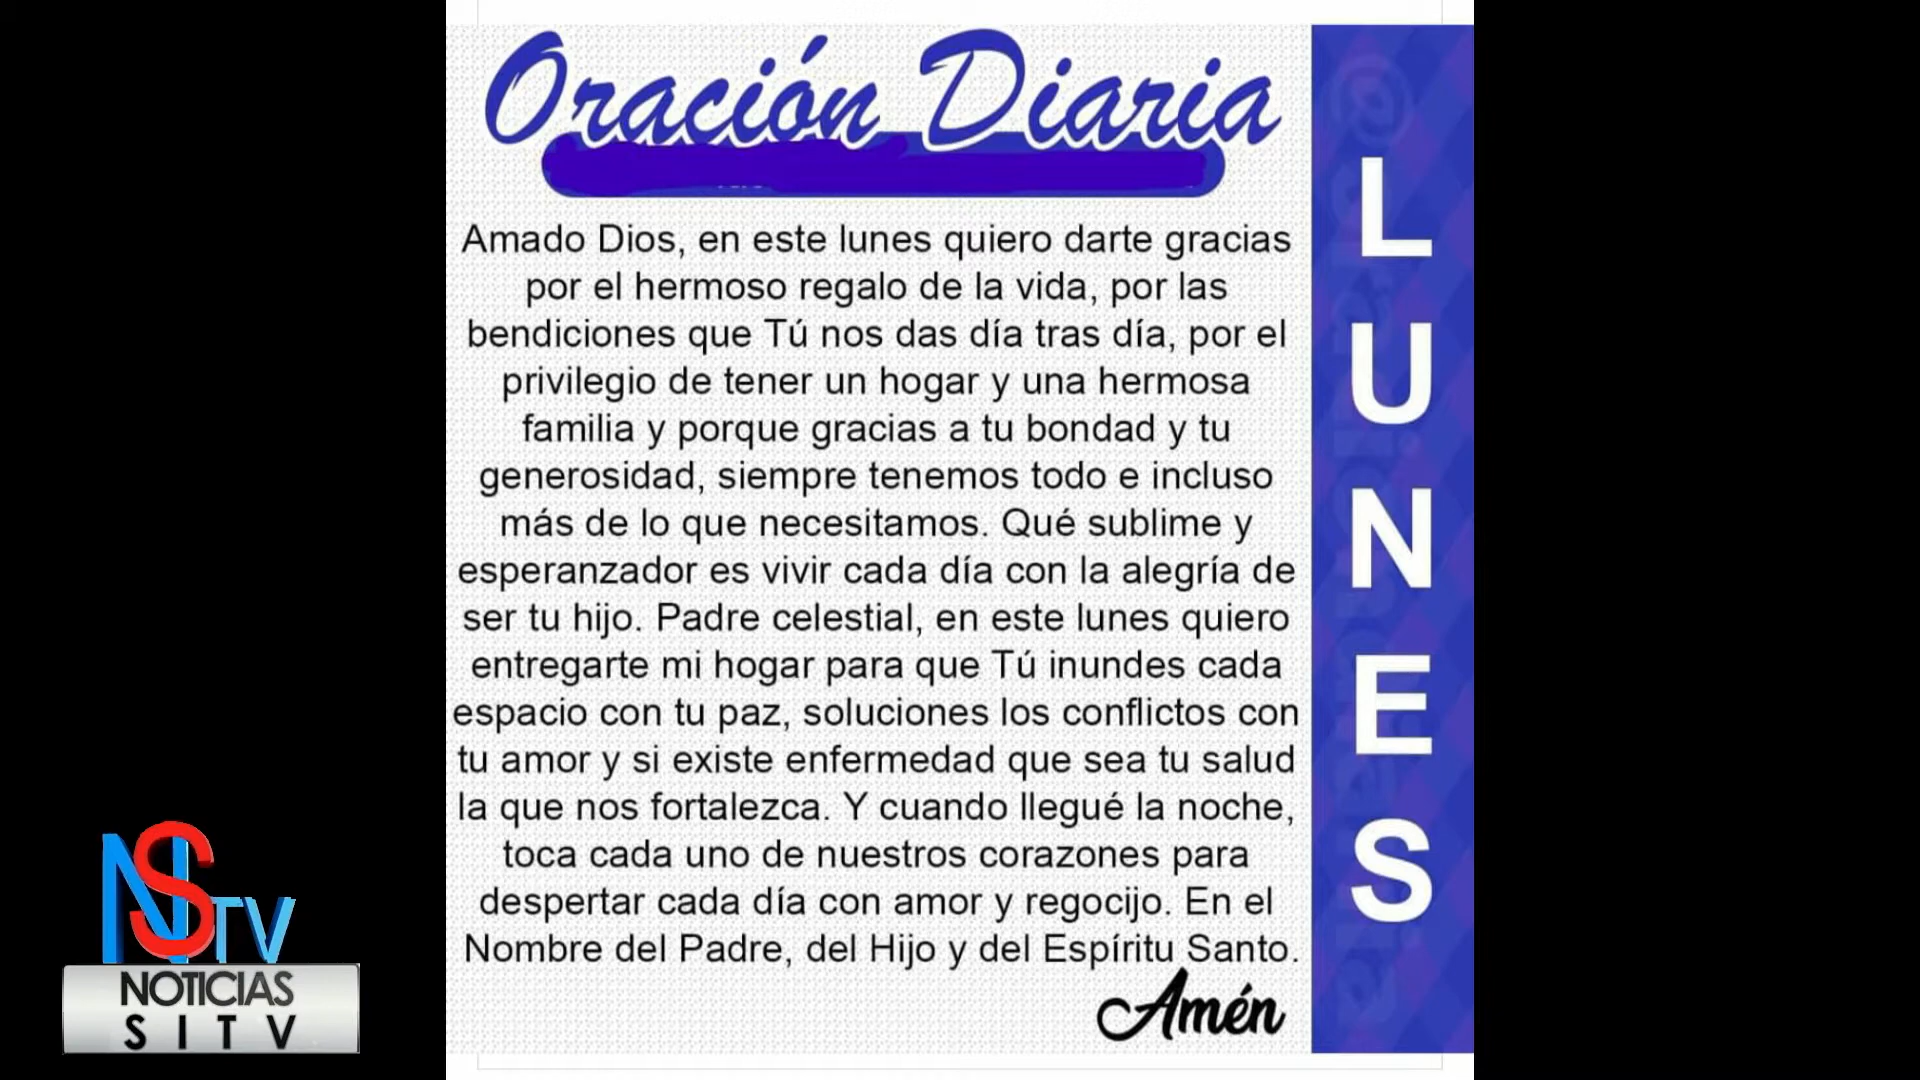 Oración Diaria
Amado Dios, en este lunes quiero darte gracias
por el hermoso regalo de la vida, por las
bendiciones que Tú nos das día tras día, por el
privilegio de tener un hogar y una hermosa
familia y porque gracias a tu bondad y tu
generosidad, siempre tenemos todo e incluso
más de lo que necesitamos. Qué sublime y
esperanzador es vivir cada día con la alegría de
ser tu hijo. Padre celestial, en este lunes quiero
entregarte mi hogar para que Tú inundes cada
espacio con tu paz, soluciones los conflictos con
tu amor y si existe enfermedad que sea tu salud
la que nos fortalezca. Y cuando llegué la noche,
toca cada uno de nuestros corazones para
despertar cada día con amor y regocijo. En el
Nombre del Padre, del Hijo y del Espíritu Santo.
Amén
LUNES
NSTV
NOTICIAS
SITV